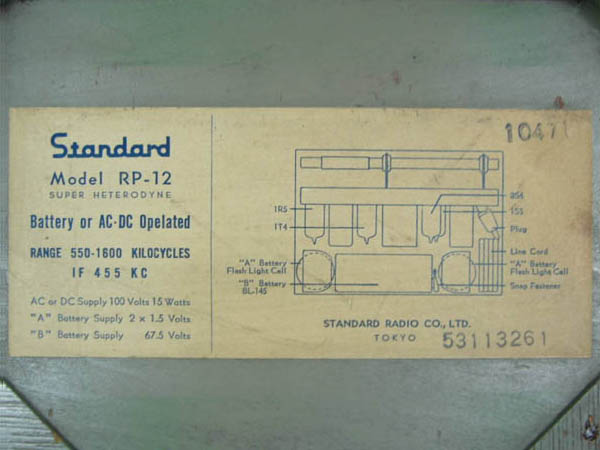 Standard
Model RP-12
SUPER HETERODYNE
Battery or AC·DC Opelated
RANGE 550-1600 KILOCYCLES
IF 455 KC
AC or DC Supply 100 Volts 15 Watts
"A" Battery Supply 2 x 1.5 Volts
"B" Battery Supply 67.5 Volts
10471
1R5
1T4
"A" Battery
Flash Light Cell
"B" Battery
BL-145
1S5
Plug
Line Cord
"A" Battery
Flash Light Cell
Snap Fastener
STANDARD RADIO CO., LTD.
TOKYO
53113261